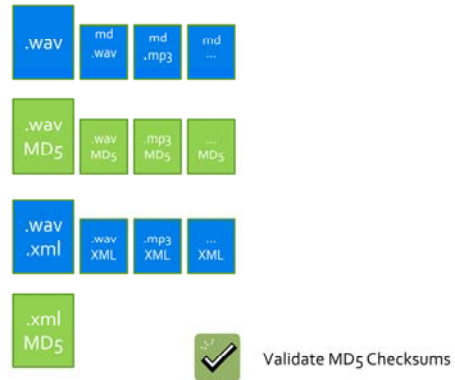 .wav
md
.wav
md
.mp3
md
...
.wav
MD5
.wav
MD5
.mp3
MD5
...
MD5
.wav
.xml
.wav
XML
.mp3
XML
...
XML
.xml
MD5
Validate MD5 Checksums